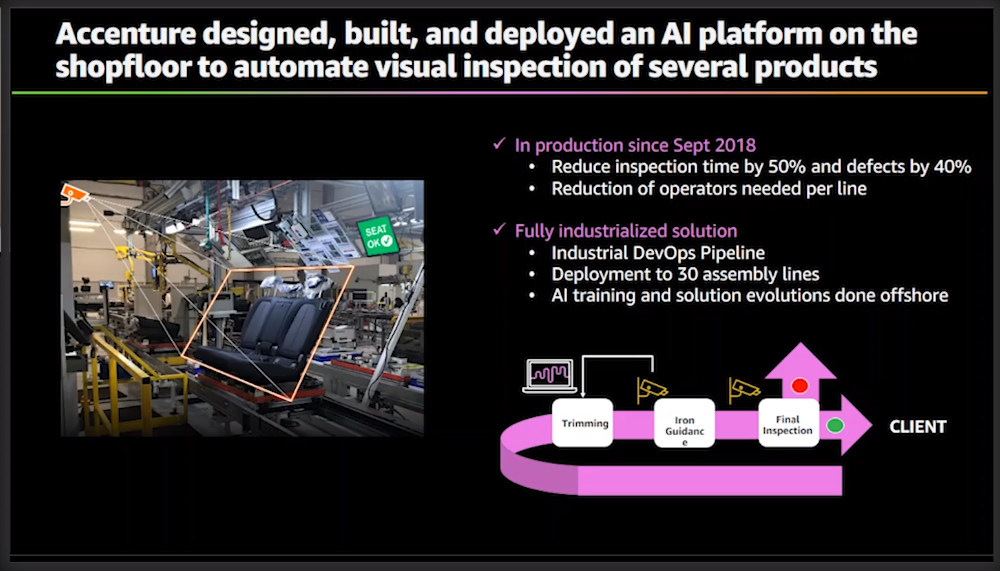 Accenture designed, built, and deployed an AI platform on the
shopfloor to automate visual inspection of several products
SEAT
OK
✓ In production since Sept 2018
• Reduce inspection time by 50% and defects by 40%
• Reduction of operators needed per line
✓ Fully industrialized solution
• Industrial DevOps Pipeline
• Deployment to 30 assembly lines
• AI training and solution evolutions done offshore
Trimming
Iron
Guidanc
e
Final
Inspection
CLIENT